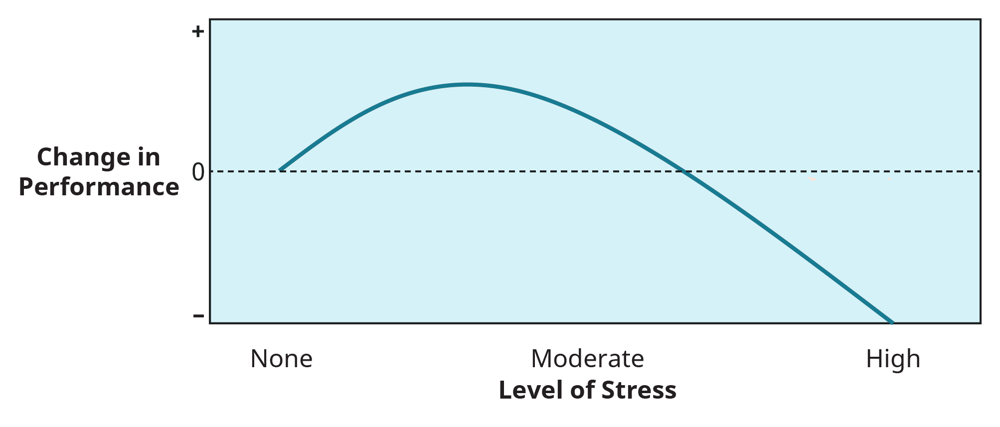 +
Change in
Performance
0
–
None
Moderate
High
Level of Stress